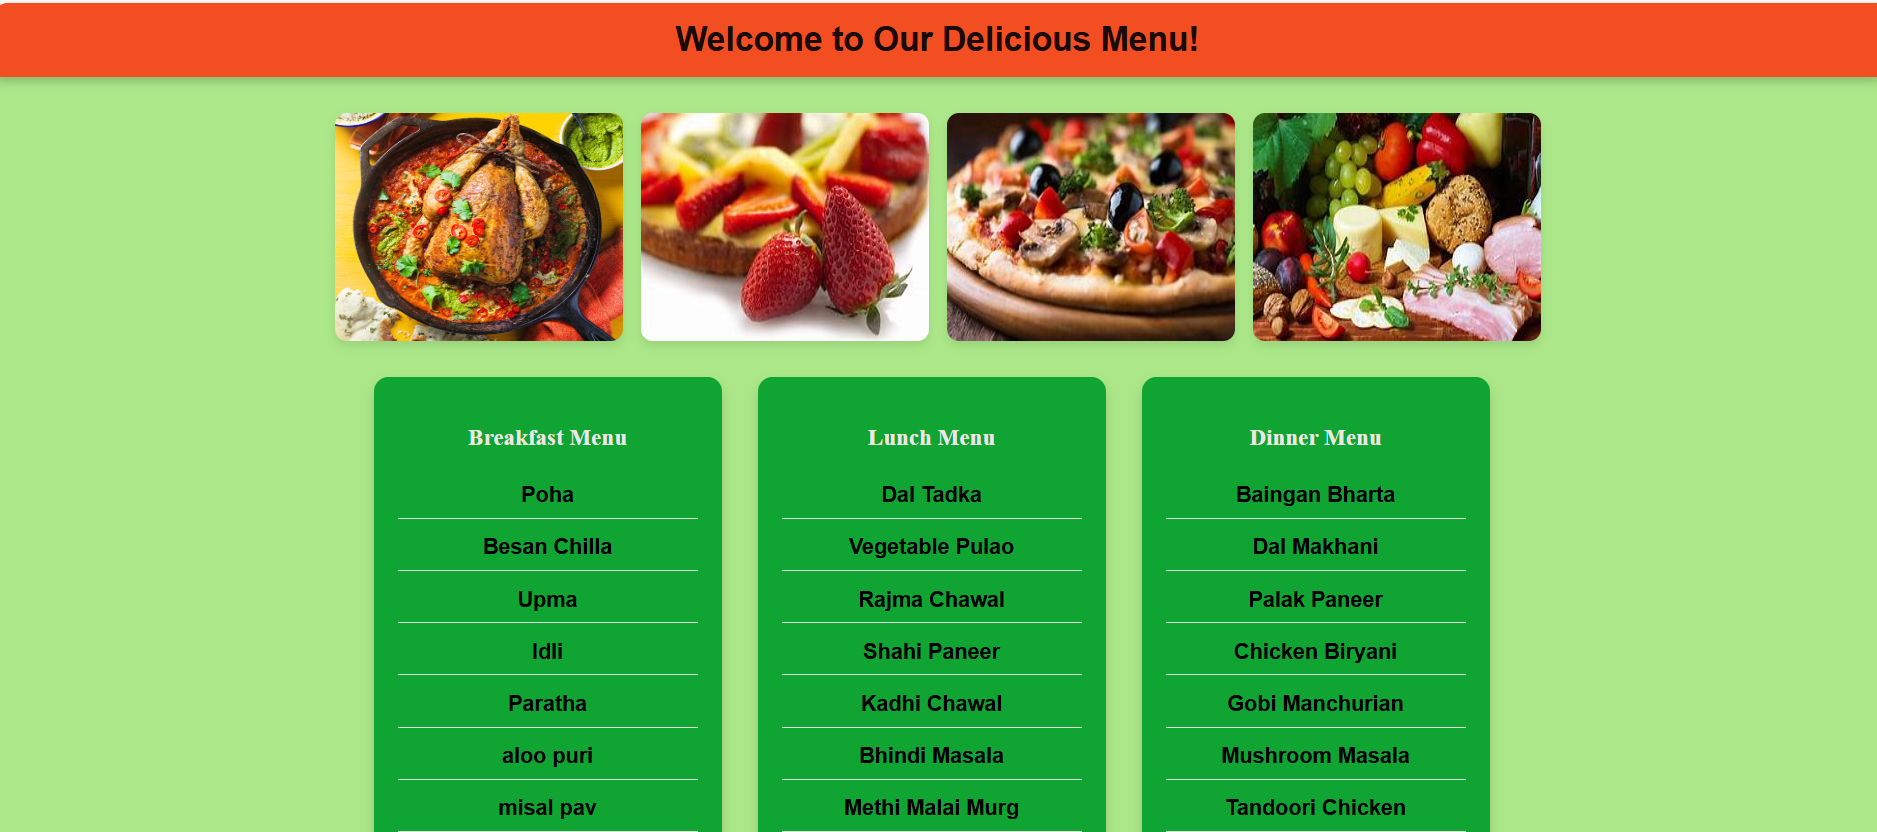 Welcome to Our Delicious Menu!
Breakfast Menu
Poha
Besan Chilla
Upma
Idli
Paratha
aloo puri
misal pav
Lunch Menu
Dal Tadka
Vegetable Pulao
Rajma Chawal
Shahi Paneer
Kadhi Chawal
Bhindi Masala
Methi Malai Murg
Dinner Menu
Baingan Bharta
Dal Makhani
Palak Paneer
Chicken Biryani
Gobi Manchurian
Mushroom Masala
Tandoori Chicken